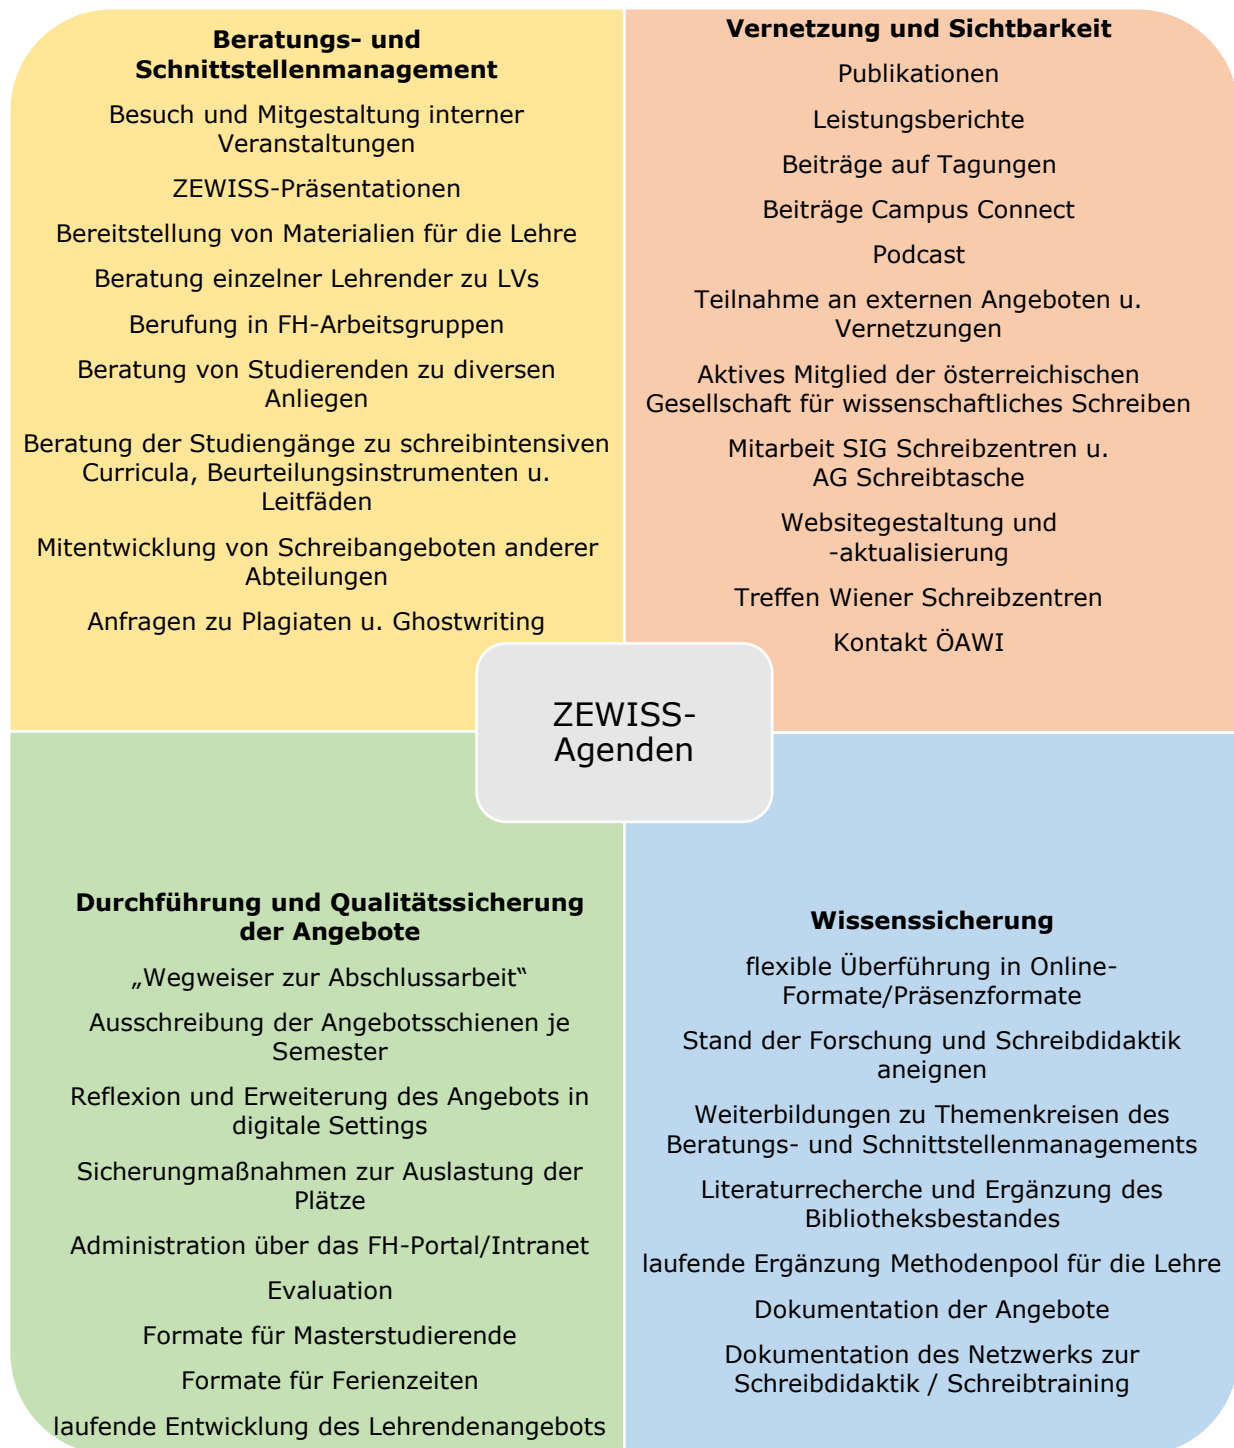 Beratungs- und
Schnittstellenmanagement
Besuch und Mitgestaltung interner
Veranstaltungen
ZEWISS-Präsentationen
Bereitstellung von Materialien für die Lehre
Beratung einzelner Lehrender zu LVs
Berufung in FH-Arbeitsgruppen
Beratung von Studierenden zu diversen
Anliegen
Beratung der Studiengänge zu schreibintensiven
Curricula, Beurteilungsinstrumenten u.
Leitfäden
Mitentwicklung von Schreibangeboten anderer
Abteilungen
Anfragen zu Plagiaten u. Ghostwriting
Vernetzung und Sichtbarkeit
Publikationen
Leistungsberichte
Beiträge auf Tagungen
Beiträge Campus Connect
Podcast
Teilnahme an externen Angeboten u.
Vernetzungen
Aktives Mitglied der österreichischen
Gesellschaft für wissenschaftliches Schreiben
Mitarbeit SIG Schreibzentren u.
AG Schreibtasche
Websitegestaltung und
-aktualisierung
Treffen Wiener Schreibzentren
Kontakt ÖAWI
ZEWISS-
Agenden
Durchführung und Qualitätssicherung
der Angebote
„Wegweiser zur Abschlussarbeit“
Ausschreibung der Angebotsschienen je
Semester
Reflexion und Erweiterung des Angebots in
digitale Settings
Sicherungmaßnahmen zur Auslastung der
Plätze
Administration über das FH-Portal/Intranet
Evaluation
Formate für Masterstudierende
Formate für Ferienzeiten
laufende Entwicklung des Lehrendenangebots
Wissenssicherung
flexible Überführung in Online-
Formate/Präsenzformate
Stand der Forschung und Schreibdidaktik
aneignen
Weiterbildungen zu Themenkreisen des
Beratungs- und Schnittstellenmanagements
Literaturrecherche und Ergänzung des
Bibliotheksbestandes
laufende Ergänzung Methodenpool für die Lehre
Dokumentation der Angebote
Dokumentation des Netzwerks zur
Schreibdidaktik / Schreibtraining